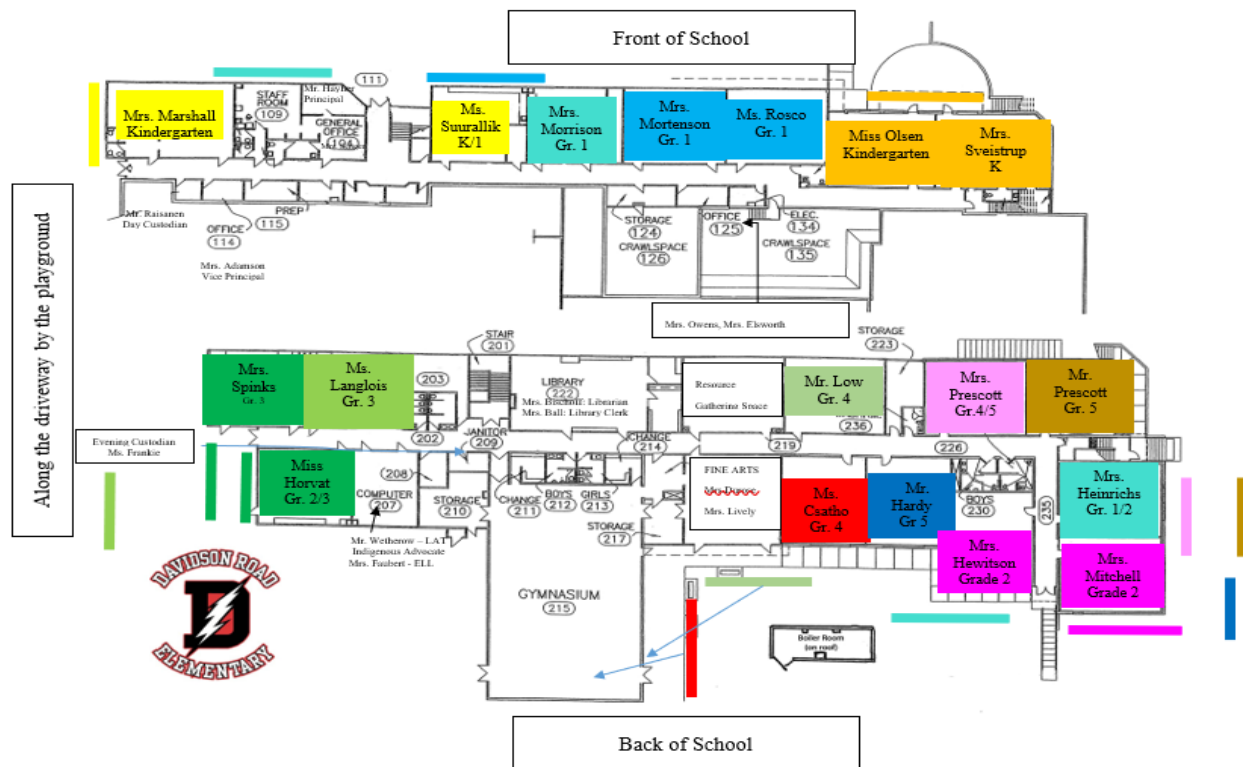 Front of School
Mrs. Marshall
Kindergarten
STAFF
ROOM
109
Mr. Hayher
Principal
GENERAL
OFFICE
104
111
Ms.
Suurallik
K/1
Mrs.
Morrison
Gr. 1
Mrs.
Mortenson
Gr. 1
Ms. Rosco
Gr. 1
Miss Olsen
Kindergarten
Mrs.
Sveistrup
K
Mr. Raisanen
Day Custodian
OFFICE
114
PREP
115
Mrs. Adamson
Vice Principal
STORAGE
124
CRAWLSPACE
126
OFFICE
125
ELEC.
134
CRAWLSPACE
135
Mrs. Owens, Mrs. Elsworth
Along the driveway by the playground
Mrs.
Spinks
Gr. 3
Ms.
Langlois
Gr. 3
203
202
STAIR
201
LIBRARY
222
Mrs. Bischoff: Librarian
Mrs. Ball: Library Clerk
Resource
Gathering Space
Mr. Low
Gr. 4
STORAGE
223
236
Mrs.
Prescott
Gr.4/5
Mr.
Prescott
Gr. 5
Evening Custodian
Ms. Frankie
JANITOR
209
CHANGE
214
219
226
Miss
Horvat
Gr. 2/3
208
COMPUTER
207
STORAGE
210
CHANGE
211
BOYS
212
GIRLS
213
STORAGE
217
FINE ARTS
Mrs. Lively
Ms.
Csatho
Gr. 4
Mr.
Hardy
Gr 5
BOYS
230
235
Mrs.
Heinrichs
Gr. 1/2
Mrs.
Hewitson
Grade 2
Mrs.
Mitchell
Grade 2
Mr. Wetherow – LAT
Indigenous Advocate
Mrs. Faubert - ELL
GYMNASIUM
215
Boiler Room
(on roof)
DAVIDSON ROAD
D
ELEMENTARY
Back of School